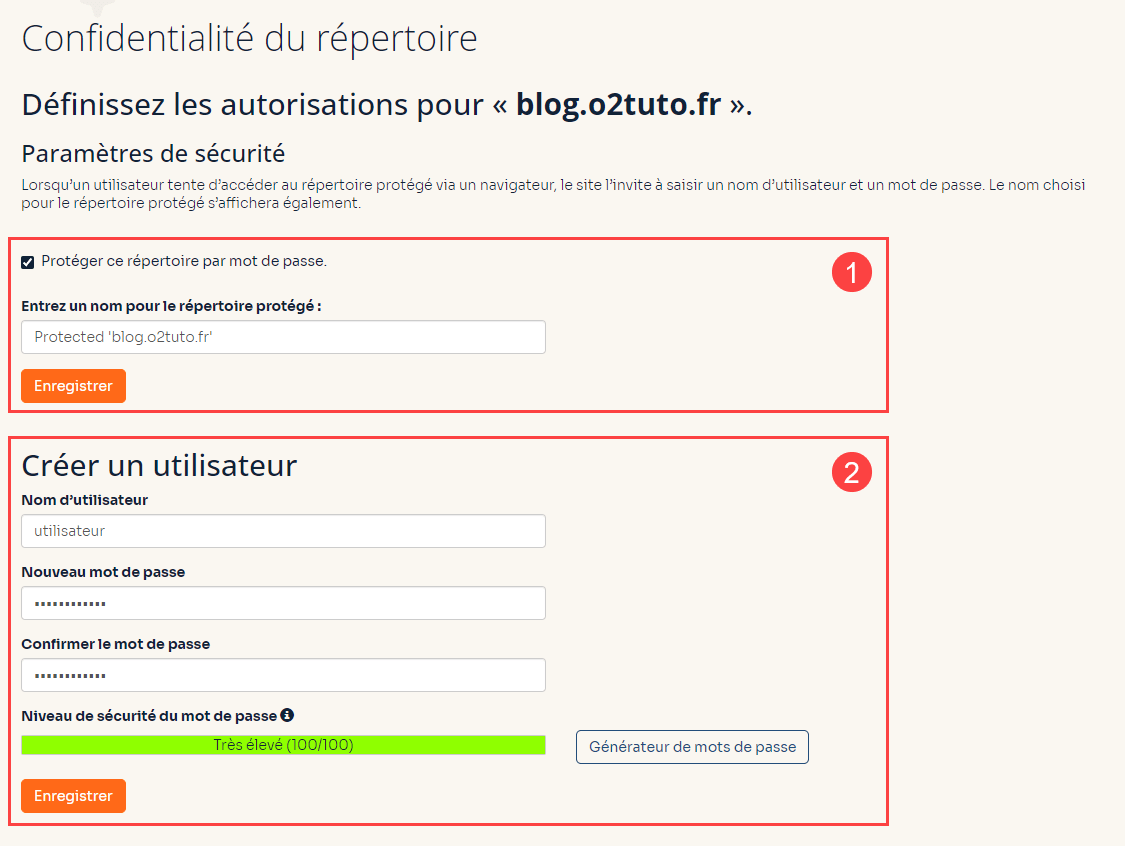 Confidentialité du répertoire
Définissez les autorisations pour « blog.o2tuto.fr ».
Paramètres de sécurité
Lorsqu’un utilisateur tente d’accéder au répertoire protégé via un navigateur, le site l’invite à saisir un nom d’utilisateur et un mot de passe. Le nom choisi
pour le répertoire protégé s’affichera également.
Protéger ce répertoire par mot de passe.
1
Entrez un nom pour le répertoire protégé :
Protected 'blog.o2tuto.fr'
Enregistrer
Créer un utilisateur
2
Nom d’utilisateur
utilisateur
Nouveau mot de passe
••••••••••••
Confirmer le mot de passe
••••••••••••
Niveau de sécurité du mot de passe
Très élevé (100/100)
Générateur de mots de passe
Enregistrer